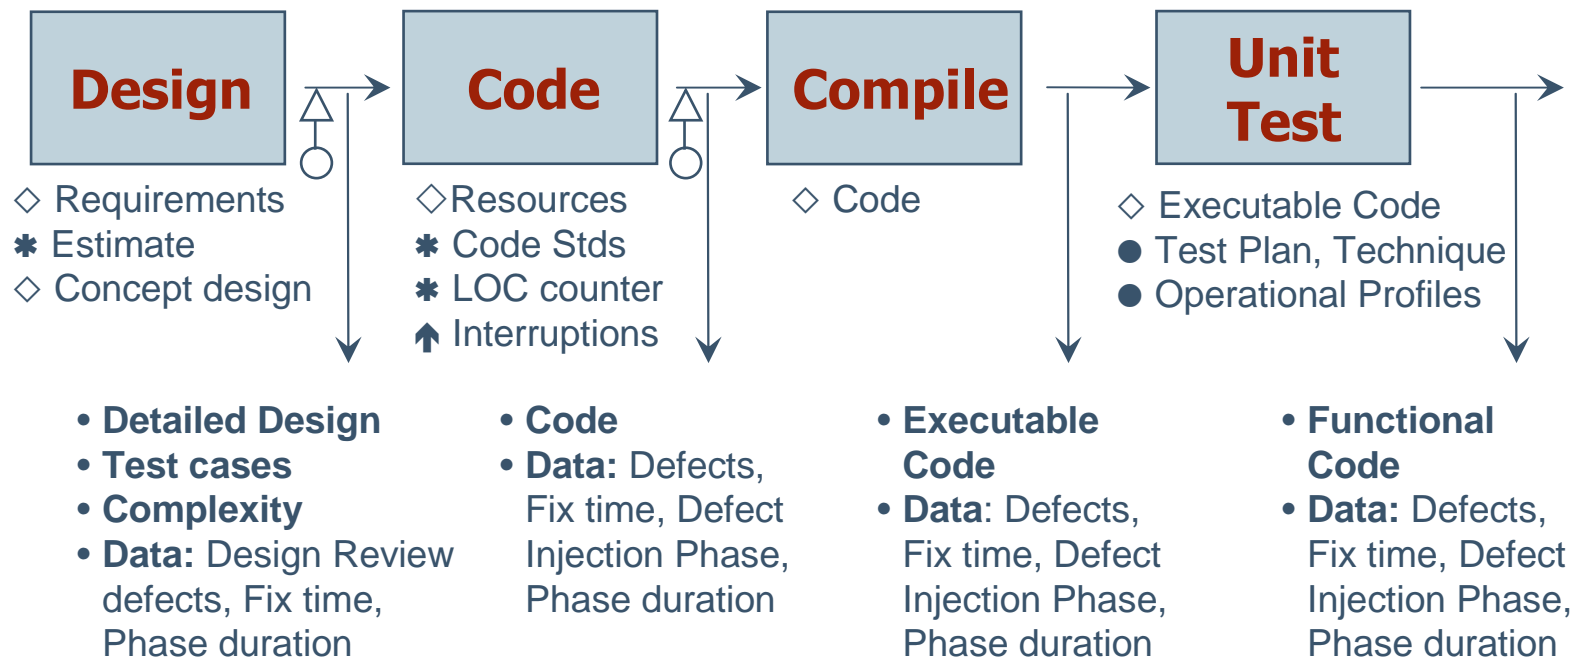 Design
Code
Compile
Unit
Test
◇ Requirements
✱ Estimate
◇ Concept design
◇Resources
✱ Code Stds
✱ LOC counter
↑ Interruptions
◇ Code
◇ Executable Code
● Test Plan, Technique
● Operational Profiles
• Detailed Design
• Test cases
• Complexity
• Data: Design Review
defects, Fix time,
Phase duration
• Code
• Data: Defects,
Fix time, Defect
Injection Phase,
Phase duration
• Executable
Code
• Data: Defects,
Fix time, Defect
Injection Phase,
Phase duration
• Functional
Code
• Data: Defects,
Fix time, Defect
Injection Phase,
Phase duration